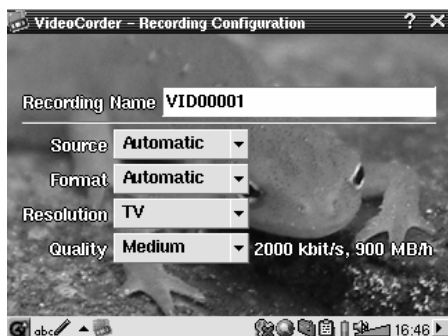 VideoCorder – Recording Configuration ? ×
Recording Name VID00001
Source Automatic
Format Automatic
Resolution TV
Quality Medium 2000 kbit/s, 900 MB/h
abc 16:46